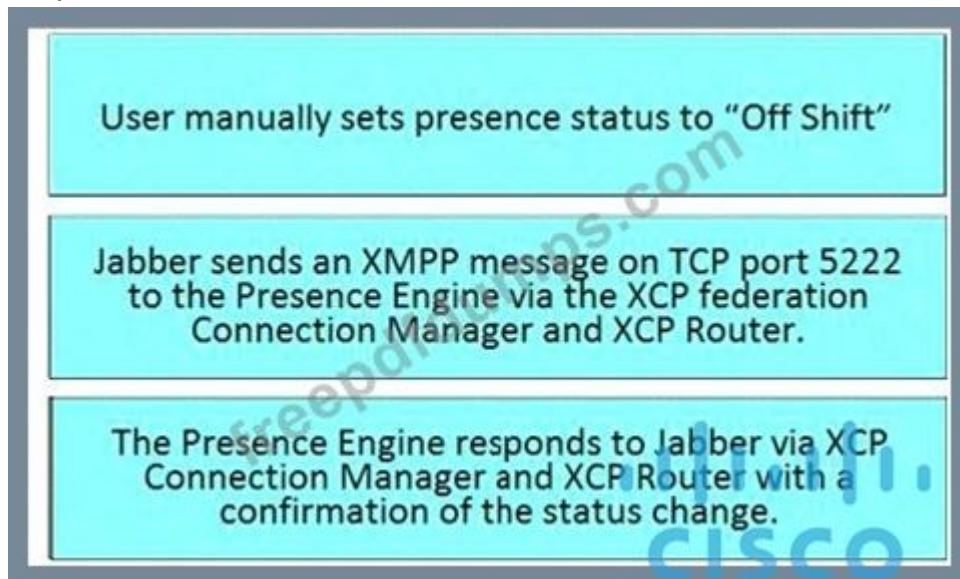 User manually sets presence status to “Off Shift”
Jabber sends an XMPP message on TCP port 5222
to the Presence Engine via the XCP federation
Connection Manager and XCP Router.
The Presence Engine responds to Jabber via XCP
Connection Manager and XCP Router with a
confirmation of the status change.
freepdfdumps.com
CISCO